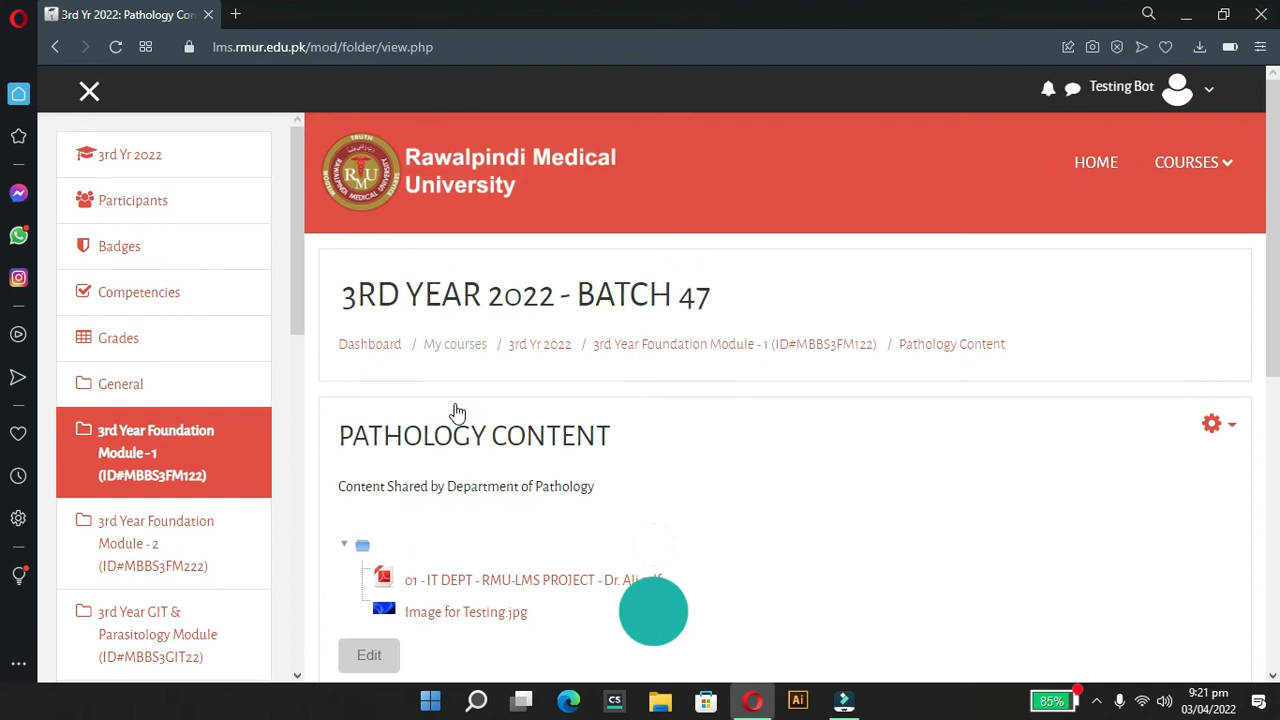 3rd Yr 2022: Pathology Con
lms.rmur.edu.pk/mod/folder/view.php
Testing Bot
Rawalpindi Medical
University
HOME
COURSES
3rd Yr 2022
Participants
Badges
Competencies
Grades
General
3rd Year Foundation
Module - 1
(ID#MBBS3FM122)
3rd Year Foundation
Module - 2
(ID#MBBS3FM222)
3rd Year GIT &
Parasitology Module
(ID#MBBS3GIT22)
3RD YEAR 2022 - BATCH 47
Dashboard / My courses / 3rd Yr 2022 / 3rd Year Foundation Module - 1 (ID#MBBS3FM122) / Pathology Content
PATHOLOGY CONTENT
Content Shared by Department of Pathology
01 - IT DEPT - RMU-LMS PROJECT - Dr.
Image for Testing.jpg
Edit
85%
9:21 pm
03/04/2022